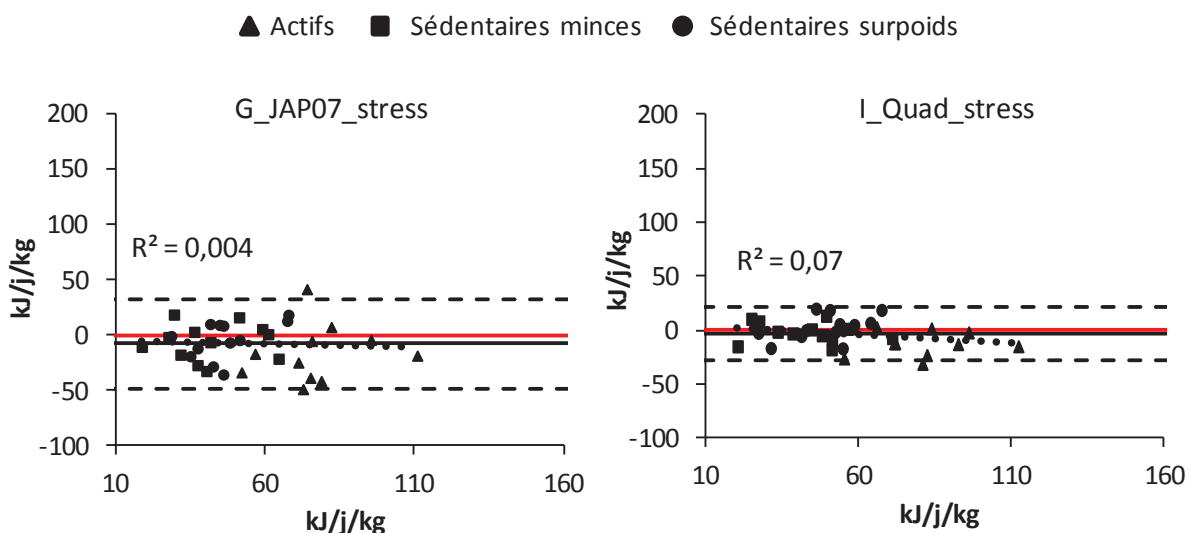 Actifs Sédentaires minces Sédentaires surpoids
G_JAP07_stress
kJ/j/kg
200
150
100
50
0
-50
-100
R² = 0,004
10 60 110 160
kJ/j/kg
I_Quad_stress
kJ/j/kg
200
150
100
50
0
-50
-100
R² = 0,07
10 60 110 160
kJ/j/kg